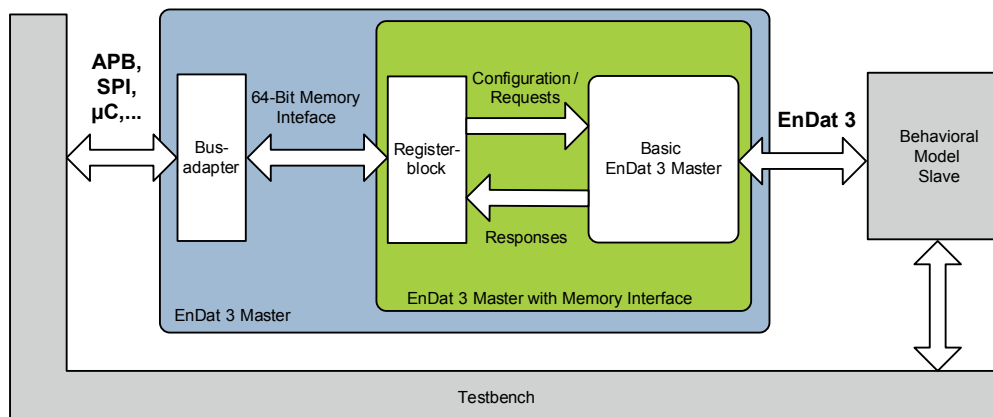 APB,
SPI,
µC,...
Bus-
adapter
64-Bit Memory
Inteface
Register-
block
Configuration /
Requests
Responses
Basic
EnDat 3 Master
EnDat 3
Behavioral
Model
Slave
EnDat 3 Master with Memory Interface
EnDat 3 Master
Testbench